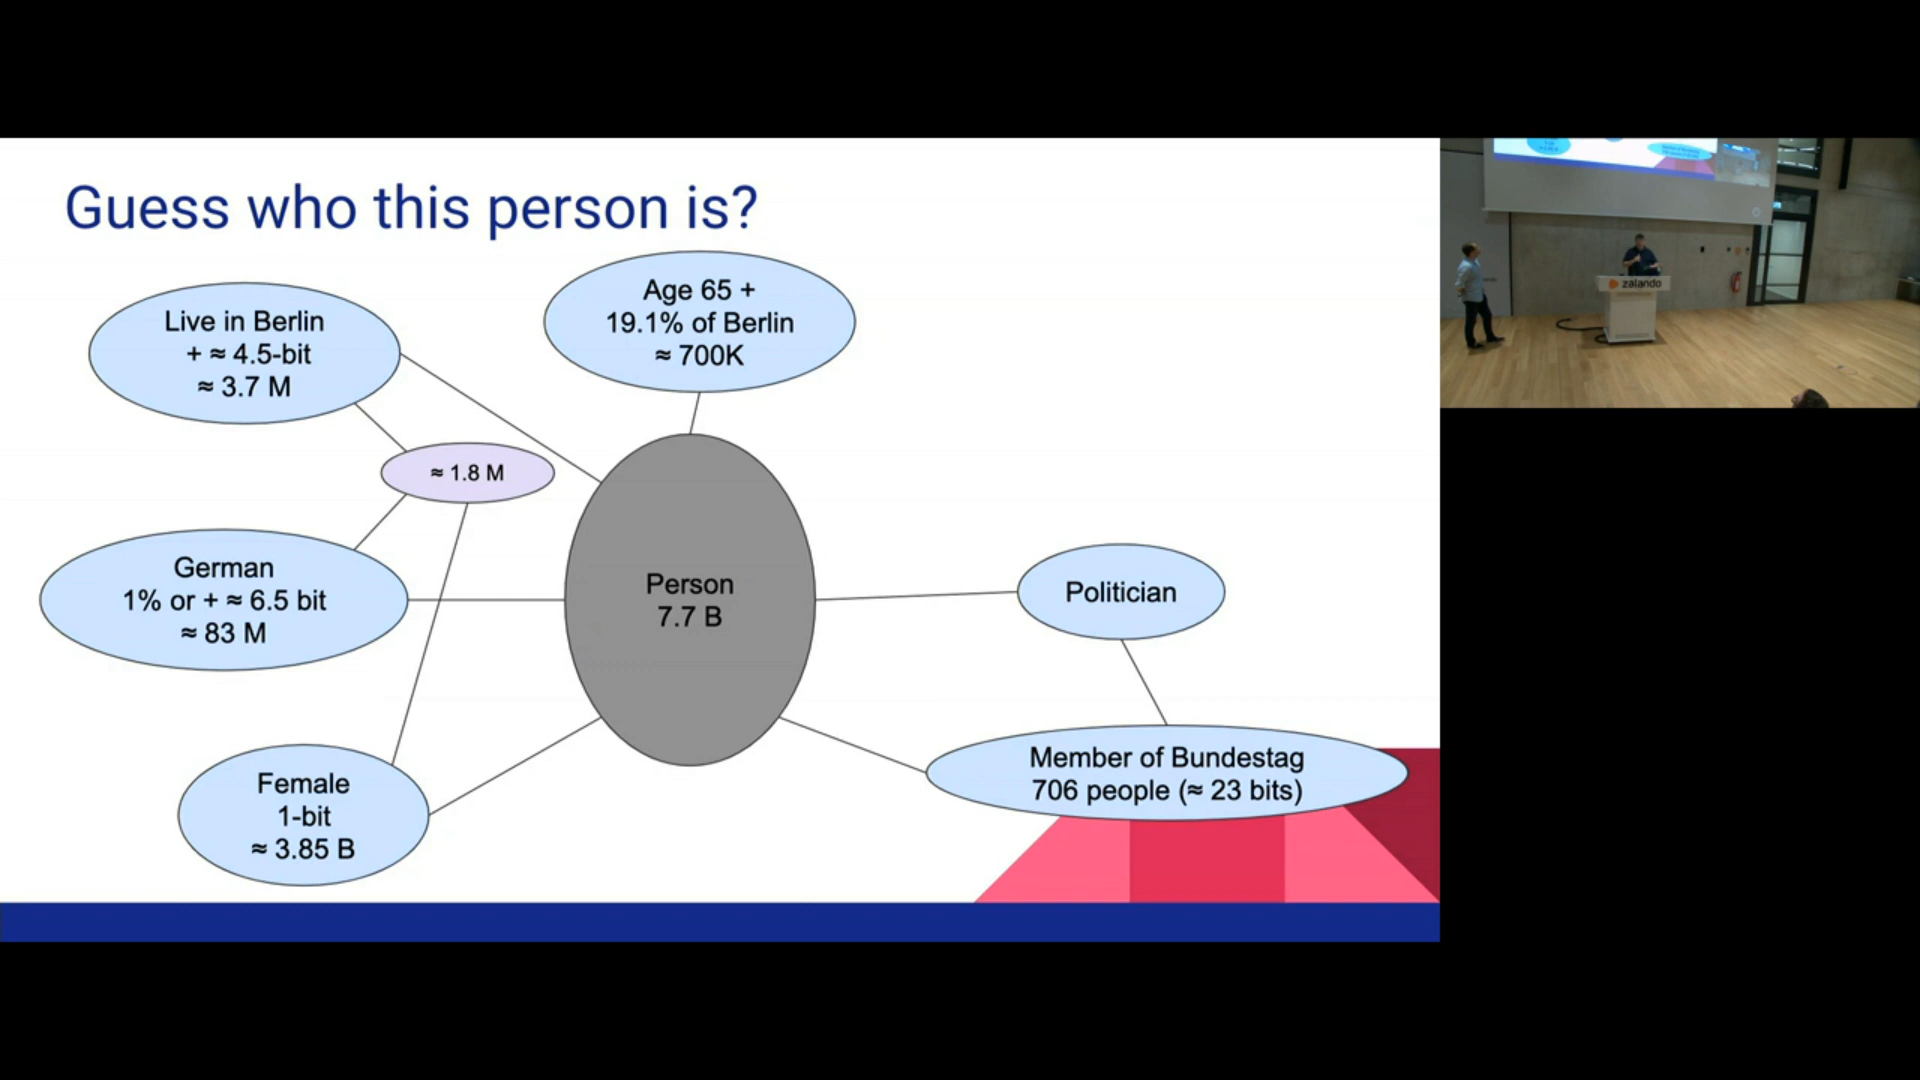 Guess who this person is?
Age 65 +
19.1% of Berlin
≈ 700K
Live in Berlin
+ ≈ 4.5-bit
≈ 3.7 M
≈ 1.8 M
German
1% or + ≈ 6.5 bit
≈ 83 M
Person
7.7 B
Politician
Female
1-bit
≈ 3.85 B
Member of Bundestag
706 people (≈ 23 bits)
zalando